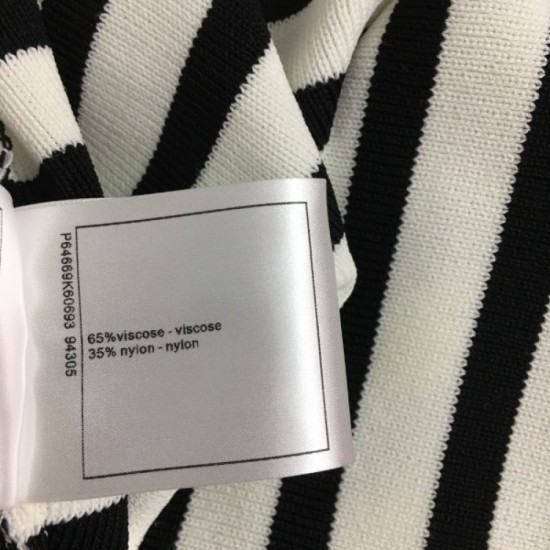 P64669K60693 94305
65%viscose - viscose
35% nylon - nylon